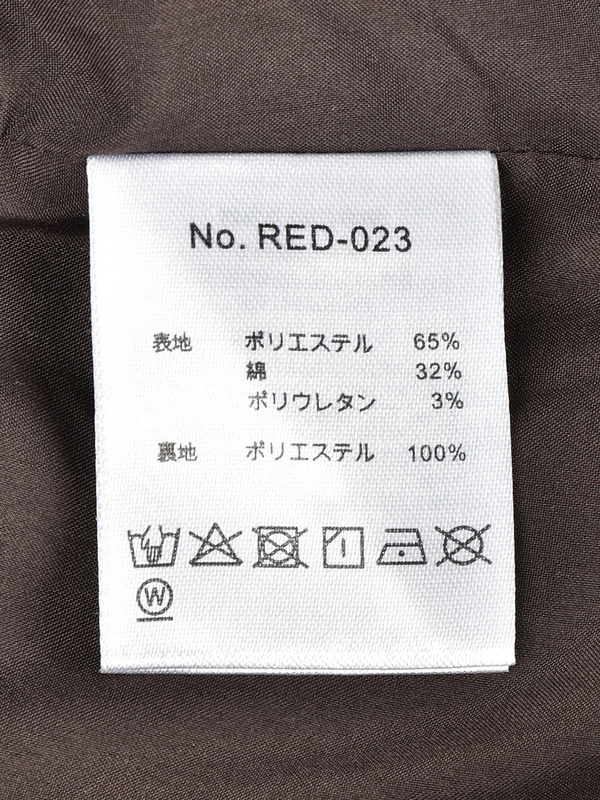 No. RED-023
表地 ポリエステル 65%
綿 32%
ポリウレタン 3%
裏地 ポリエステル 100%
W